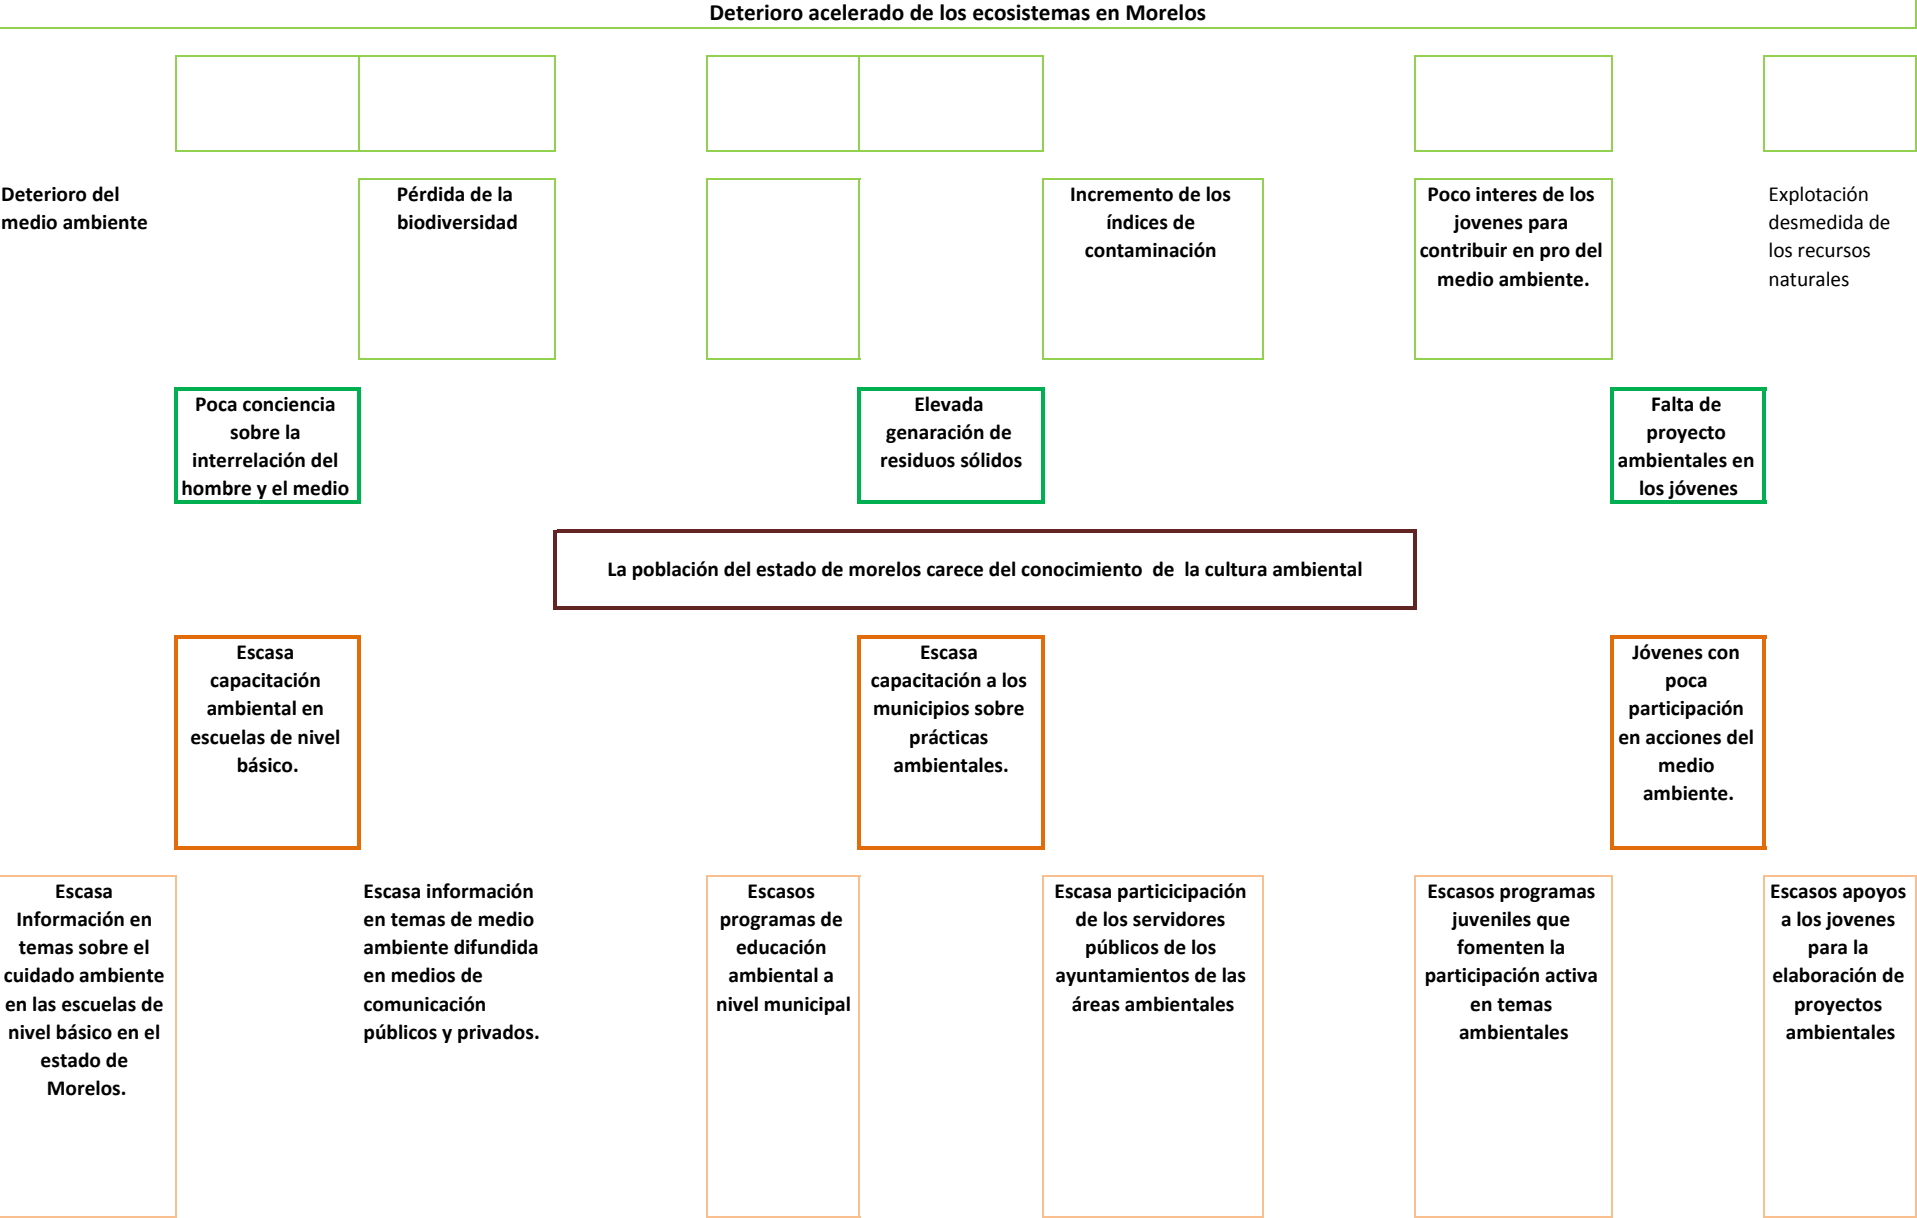 Deterioro acelerado de los ecosistemas en Morelos
Deterioro del
medio ambiente
Pérdida de la
biodiversidad
Incremento de los
índices de
contaminación
Poco interes de los
jovenes para
contribuir en pro del
medio ambiente.
Explotación
desmedida de
los recursos
naturales
Poca conciencia
sobre la
interrelación del
hombre y el medio
Elevada
genaración de
residuos sólidos
Falta de
proyecto
ambientales en
los jóvenes
La población del estado de morelos carece del conocimiento  de  la cultura ambiental
Escasa
capacitación
ambiental en
escuelas de nivel
básico.
Escasa
capacitación a los
municipios sobre
prácticas
ambientales.
Jóvenes con
poca
participación
en acciones del
medio
ambiente.
Escasa
Información en
temas sobre el
cuidado ambiente
en las escuelas de
nivel básico en el
estado de
Morelos.
Escasa información
en temas de medio
ambiente difundida
en medios de
comunicación
públicos y privados.
Escasos
programas de
educación
ambiental a
nivel municipal
Escasa particicipación
de los servidores
públicos de los
ayuntamientos de las
áreas ambientales
Escasos programas
juveniles que
fomenten la
participación activa
en temas
ambientales
Escasos apoyos
a los jovenes
para la
elaboración de
proyectos
ambientales